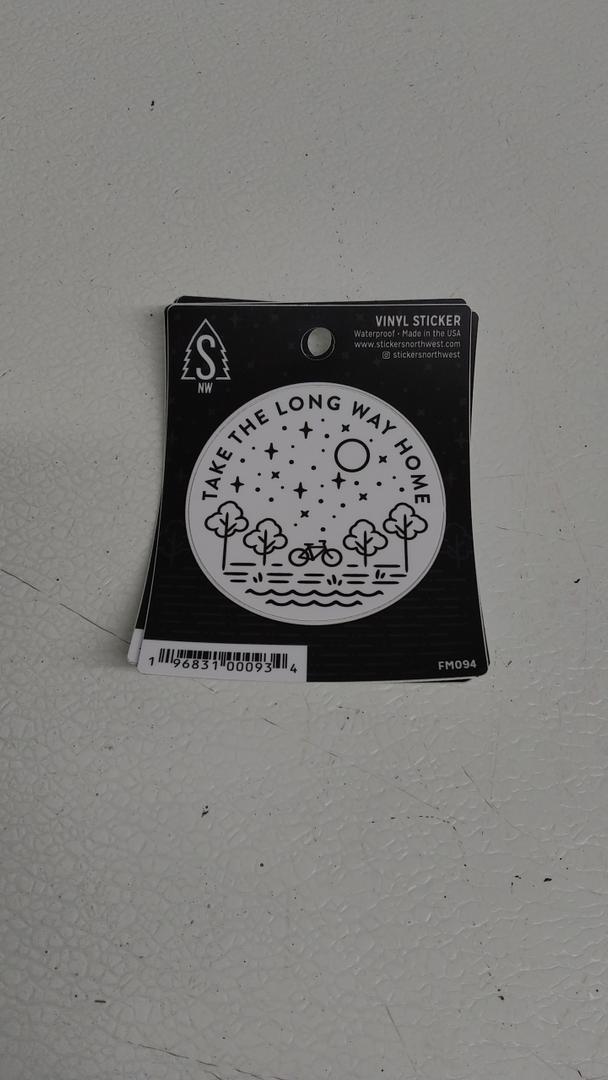 S
NW
VINYL STICKER
Waterproof • Made in the USA
www.stickersnorthwest.com
stickersnorthwest
TAKE THE LONG WAY HOME
1 96831 00093 4
FM094